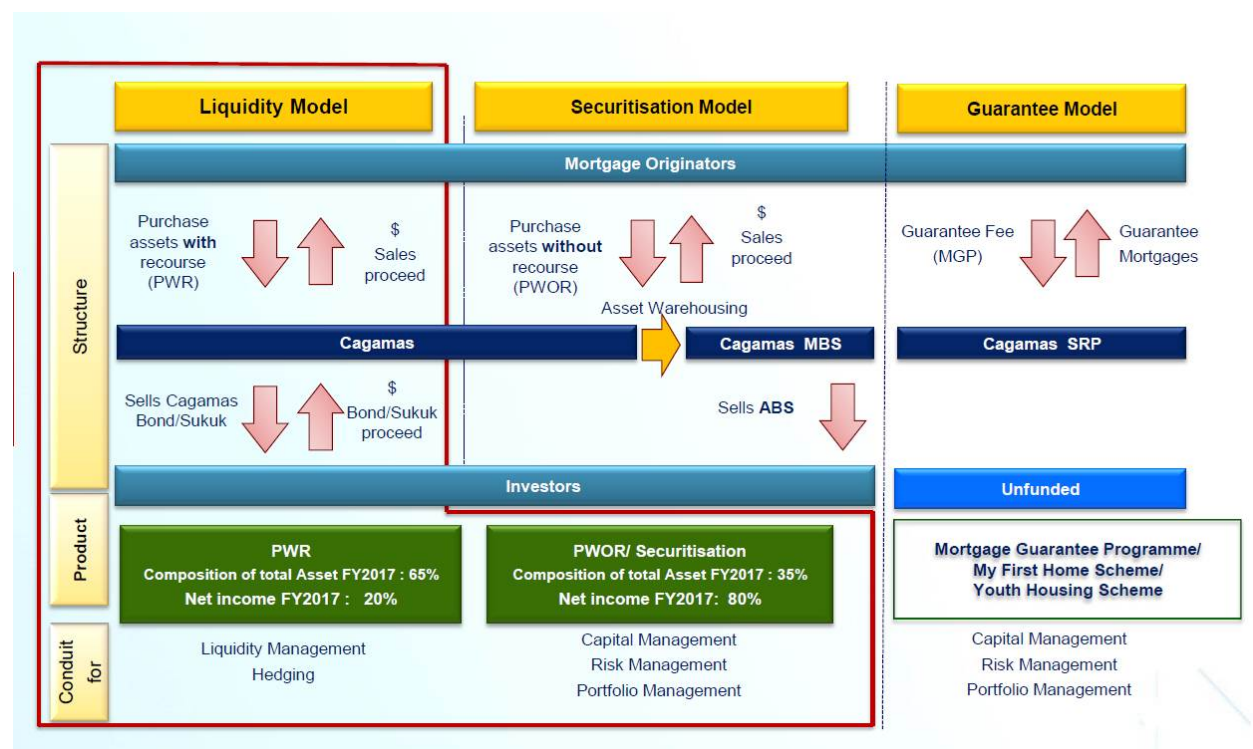 Liquidity Model
Securitisation Model
Guarantee Model
Structure
Mortgage Originators
Purchase
assets with
recourse
(PWR)
$
Sales
proceed
Purchase
assets without
recourse
(PWOR)
$
Sales
proceed
Asset Warehousing
Guarantee Fee
(MGP)
Guarantee
Mortgages
Cagamas
Cagamas MBS
Cagamas SRP
Sells Cagamas
Bond/Sukuk
$
Bond/Sukuk
proceed
Sells ABS
Investors
Unfunded
Product
PWR
Composition of total Asset FY2017 : 65%
Net income FY2017 : 20%
PWOR/ Securitisation
Composition of total Asset FY2017 : 35%
Net income FY2017: 80%
Mortgage Guarantee Programme/
My First Home Scheme/
Youth Housing Scheme
Conduit
for
Liquidity Management
Hedging
Capital Management
Risk Management
Portfolio Management
Capital Management
Risk Management
Portfolio Management